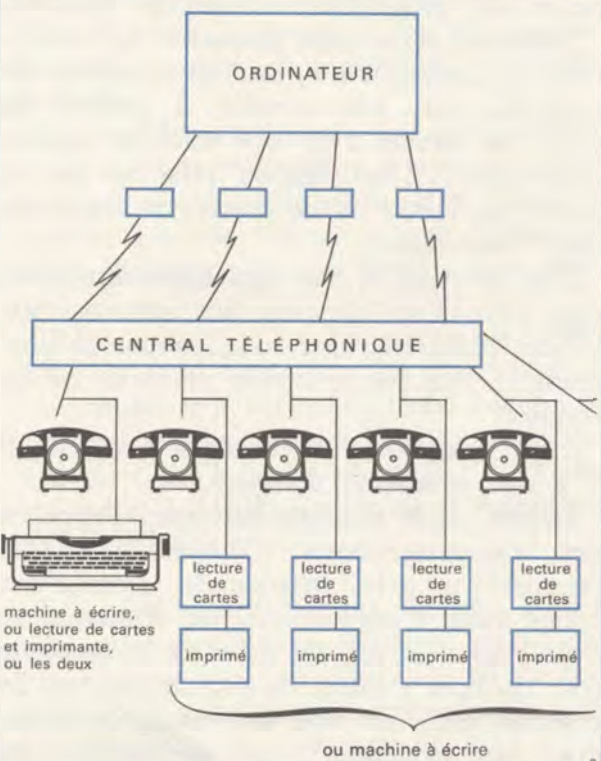 ORDINATEUR
CENTRAL TÉLÉPHONIQUE
lecture
de
cartes
lecture
de
cartes
lecture
de
cartes
lecture
de
cartes
machine à écrire,
ou lecture de cartes
et imprimante,
ou les deux
imprimé
imprimé
imprimé
imprimé
ou machine à écrire